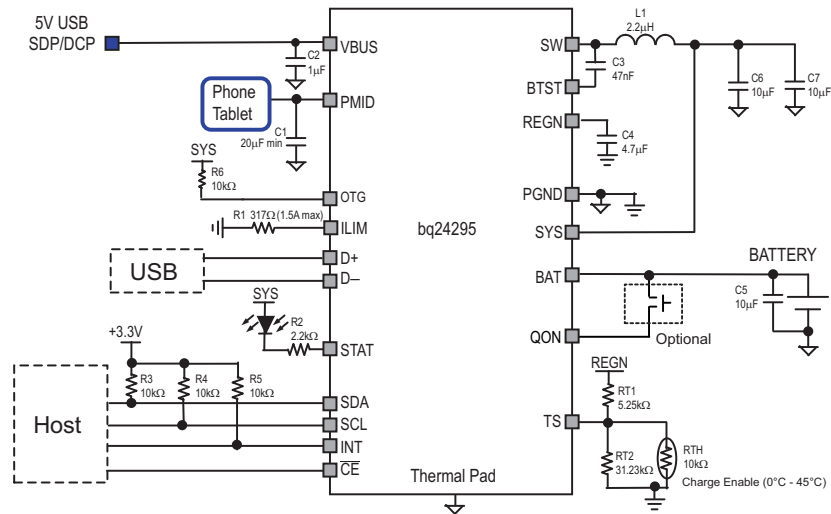 5V USB
SDP/DCP
VBUS
C2
1μF
Phone
Tablet
PMID
C1
20μF min
SYS
R6
10kΩ
OTG
R1 317Ω (1.5A max)
ILIM
USB
D+
D–
SYS
R2
2.2kΩ
STAT
+3.3V
R3
10kΩ
R4
10kΩ
R5
10kΩ
Host
SDA
SCL
INT
CE
bq24295
Thermal Pad
SW
L1
2.2μH
C3
47nF
BTST
C6
10μF
C7
10μF
REGN
C4
4.7μF
PGND
SYS
BAT
BATTERY
C5
10μF
QON
Optional
REGN
RT1
5.25kΩ
TS
RT2
31.23kΩ
RTH
10kΩ
Charge Enable (0°C - 45°C)